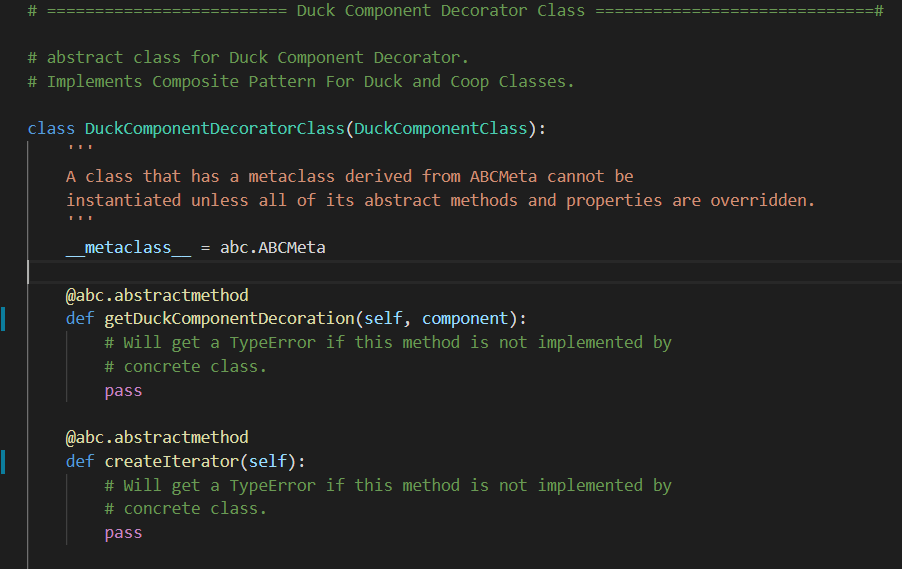 # ========================= Duck Component Decorator Class =============================#
# abstract class for Duck Component Decorator.
# Implements Composite Pattern For Duck and Coop Classes.
class DuckComponentDecoratorClass(DuckComponentClass):
'''
A class that has a metaclass derived from ABCMeta cannot be
instantiated unless all of its abstract methods and properties are overridden.
'''
__metaclass__ = abc.ABCMeta
@abc.abstractmethod
def getDuckComponentDecoration(self, component):
# Will get a TypeError if this method is not implemented by
# concrete class.
pass
@abc.abstractmethod
def createIterator(self):
# Will get a TypeError if this method is not implemented by
# concrete class.
pass